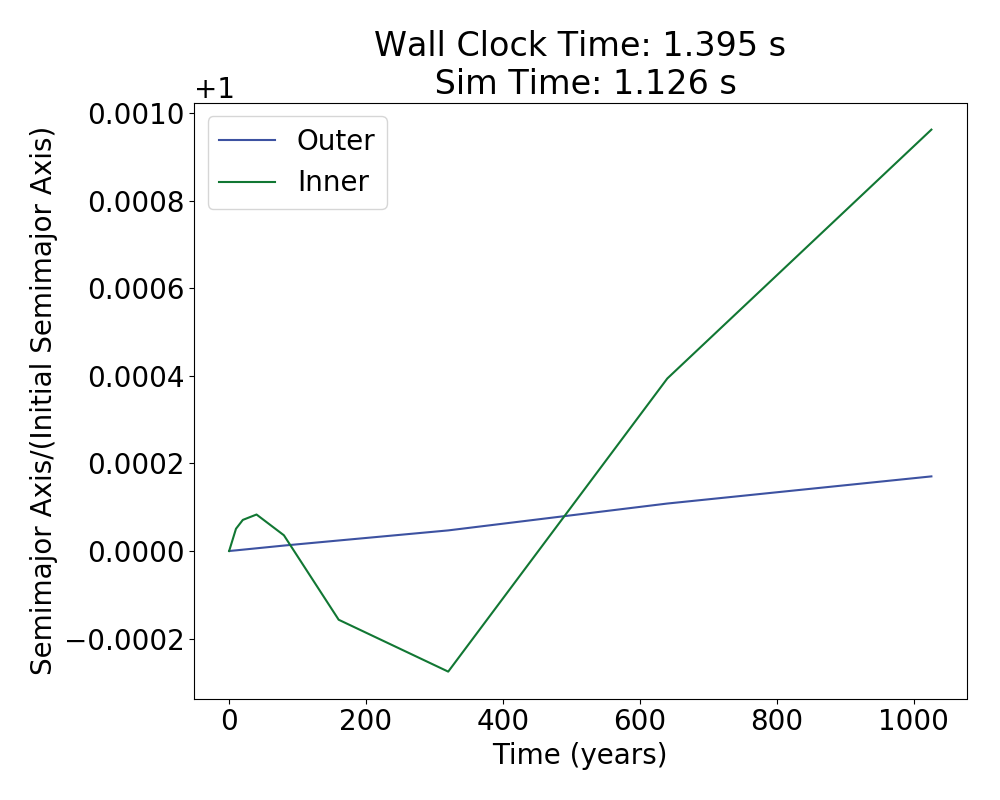 Wall Clock Time: 1.395 s
Sim Time: 1.126 s
+1
0.0010
0.0008
0.0006
0.0004
0.0002
0.0000
−0.0002
Semimajor Axis/(Initial Semimajor Axis)
Outer
Inner
0
200
400
600
800
1000
Time (years)